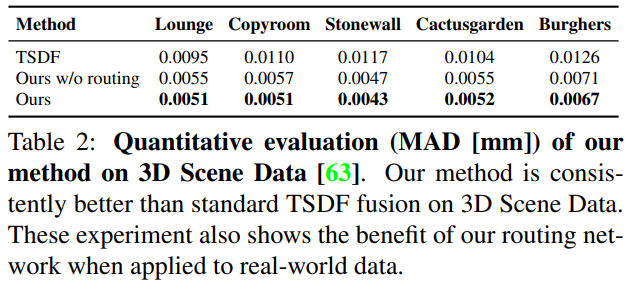 Method Lounge Copyroom Stonewall Cactusgarden Burghers
TSDF 0.0095 0.0110 0.0117 0.0104 0.0126
Ours w/o routing 0.0055 0.0057 0.0047 0.0055 0.0071
Ours 0.0051 0.0051 0.0043 0.0052 0.0067
Table 2: Quantitative evaluation (MAD [mm]) of our
method on 3D Scene Data [63]. Our method is consis-
tently better than standard TSDF fusion on 3D Scene Data.
These experiment also shows the benefit of our routing net-
work when applied to real-world data.